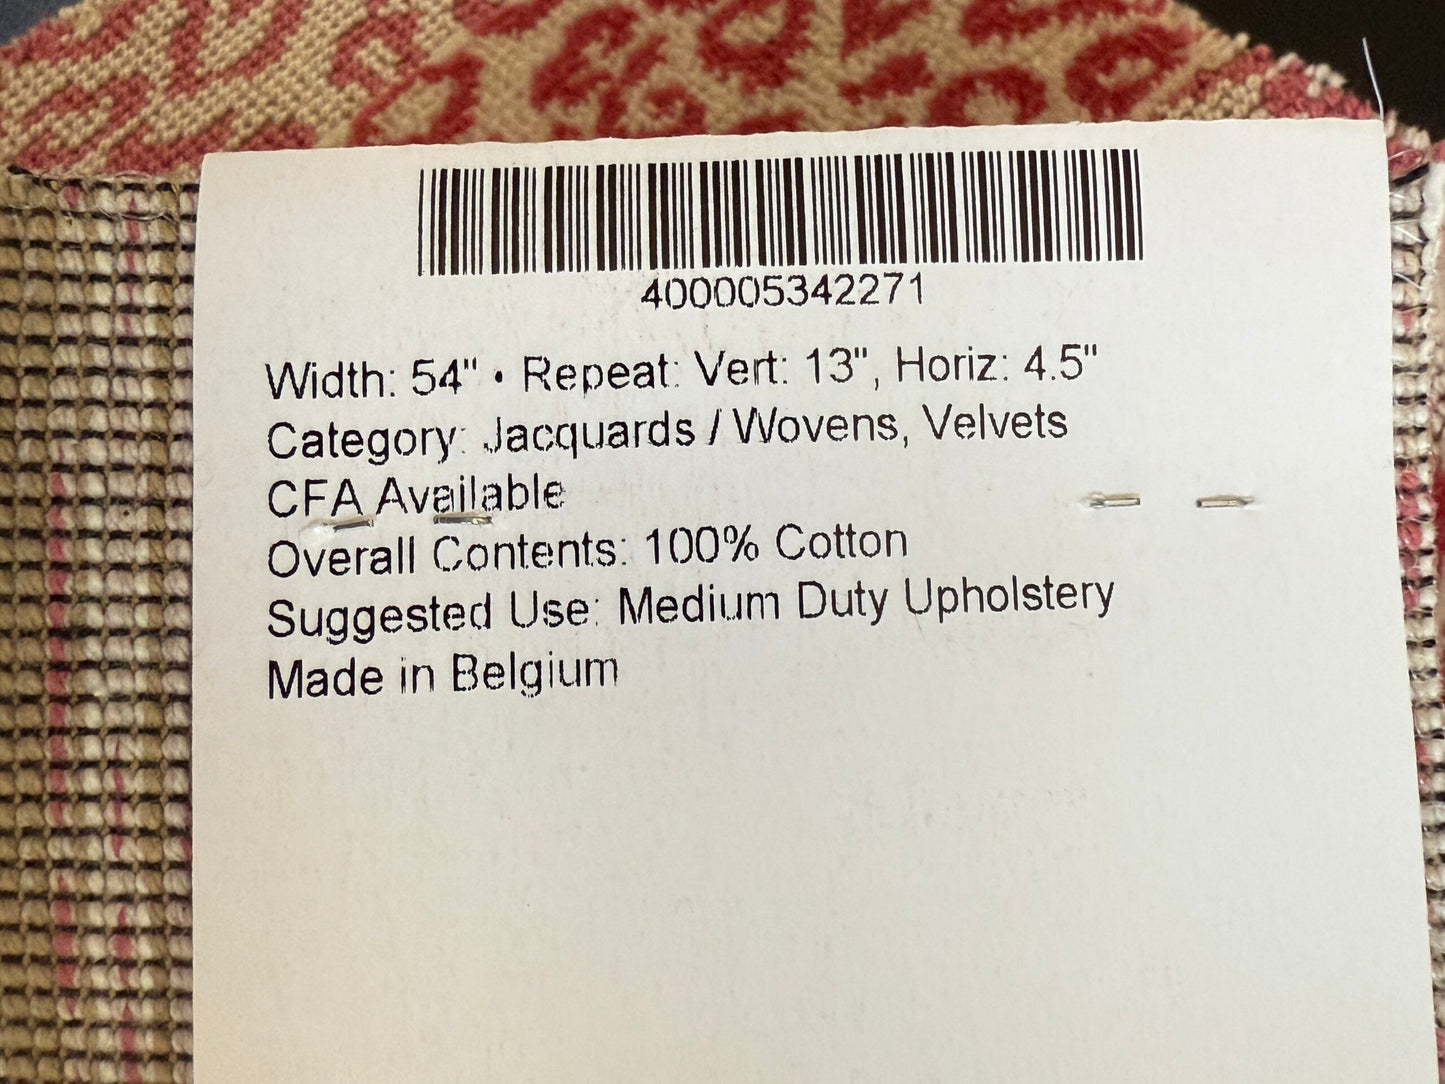 400005342271
Width: 54" • Repeat: Vert: 13", Horiz: 4.5"
Category: Jacquards / Wovens, Velvets
CFA Available
Overall Contents: 100% Cotton
Suggested Use: Medium Duty Upholstery
Made in Belgium